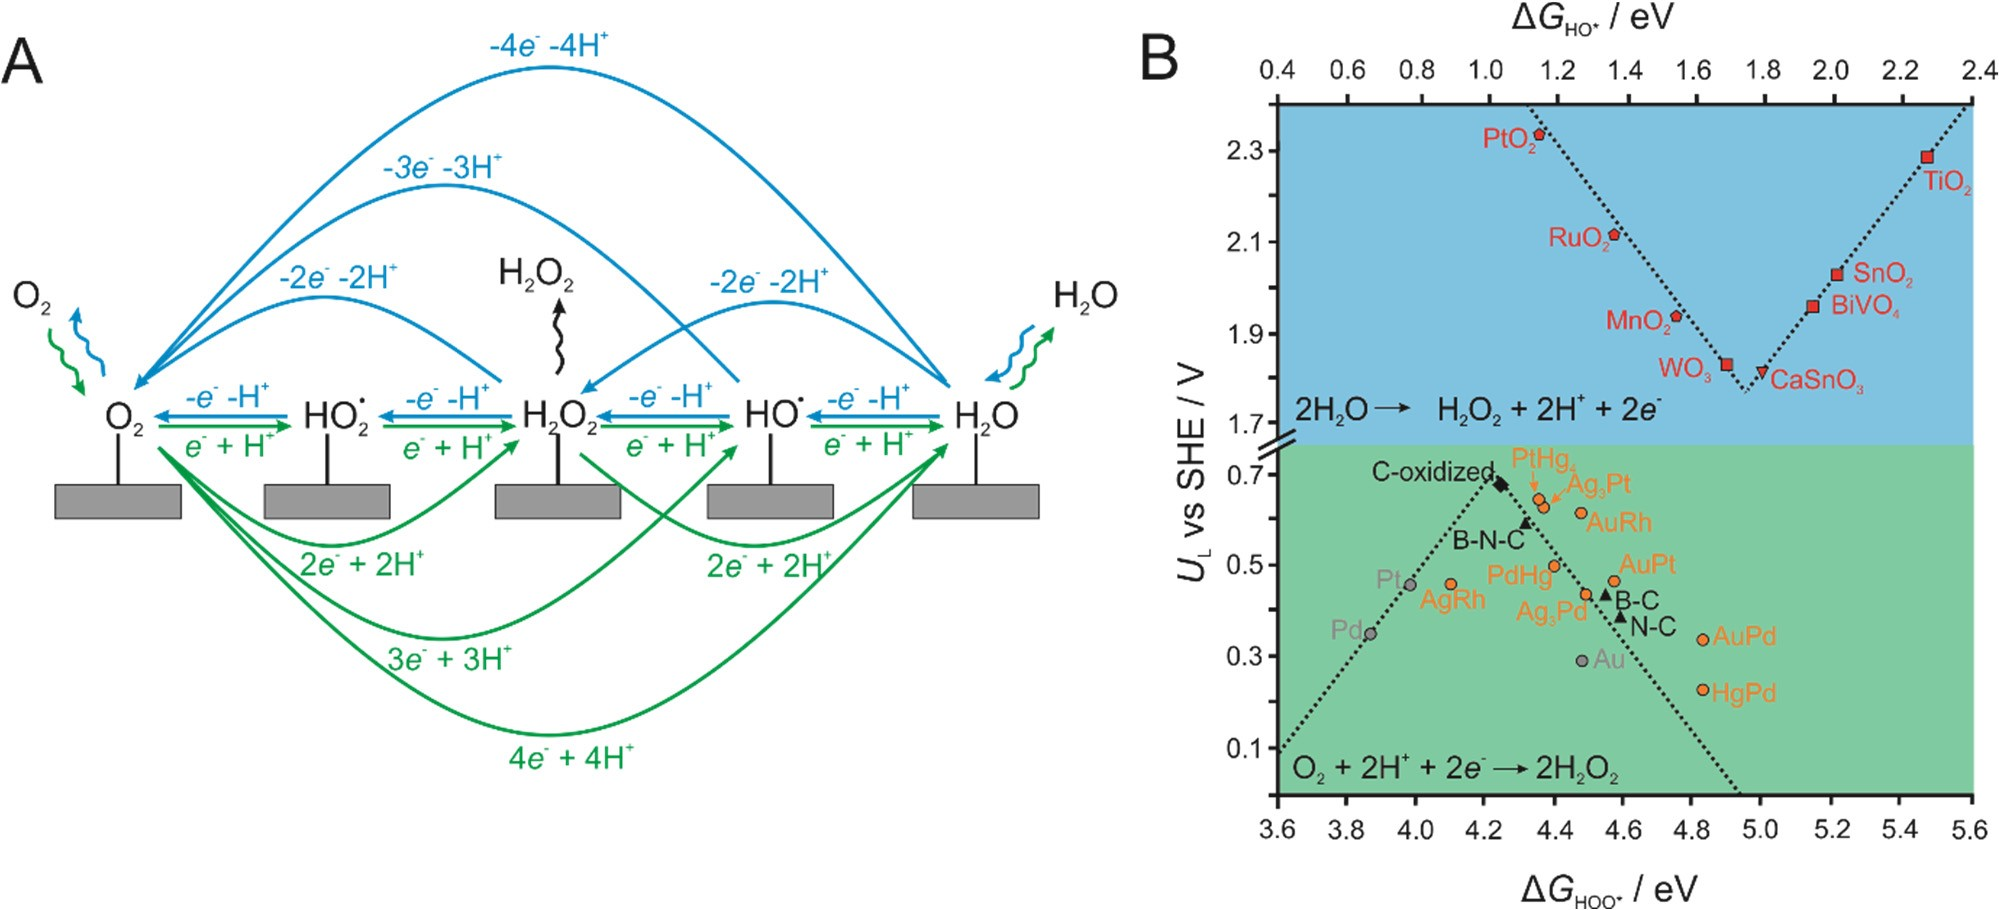 A
-4e⁻ -4H⁺
-3e⁻ -3H⁺
-2e⁻ -2H⁺
H₂O₂
-2e⁻ -2H⁺
O₂
H₂O
-e⁻ -H⁺
-e⁻ -H⁺
-e⁻ -H⁺
-e⁻ -H⁺
O₂
HO₂•
H₂O₂
HO•
H₂O
e⁻ + H⁺
e⁻ + H⁺
e⁻ + H⁺
e⁻ + H⁺
2e⁻ + 2H⁺
2e⁻ + 2H⁺
3e⁻ + 3H⁺
4e⁻ + 4H⁺
B
ΔG_HO* / eV
0.4 0.6 0.8 1.0 1.2 1.4 1.6 1.8 2.0 2.2 2.4
U_L vs SHE / V
2.3
2.1
1.9
1.7
0.7
0.5
0.3
0.1
PtO₂
TiO₂
RuO₂
SnO₂
BiVO₄
MnO₂
WO₃
CaSnO₃
2H₂O → H₂O₂ + 2H⁺ + 2e⁻
PtHg₄
C-oxidized
Ag₃Pt
AuRh
B-N-C
AuPt
PdHg
Pt
AgRh
B-C
Ag₃Pd
N-C
Pd
AuPd
Au
HgPd
O₂ + 2H⁺ + 2e⁻ → 2H₂O₂
3.6 3.8 4.0 4.2 4.4 4.6 4.8 5.0 5.2 5.4 5.6
ΔG_HOO* / eV